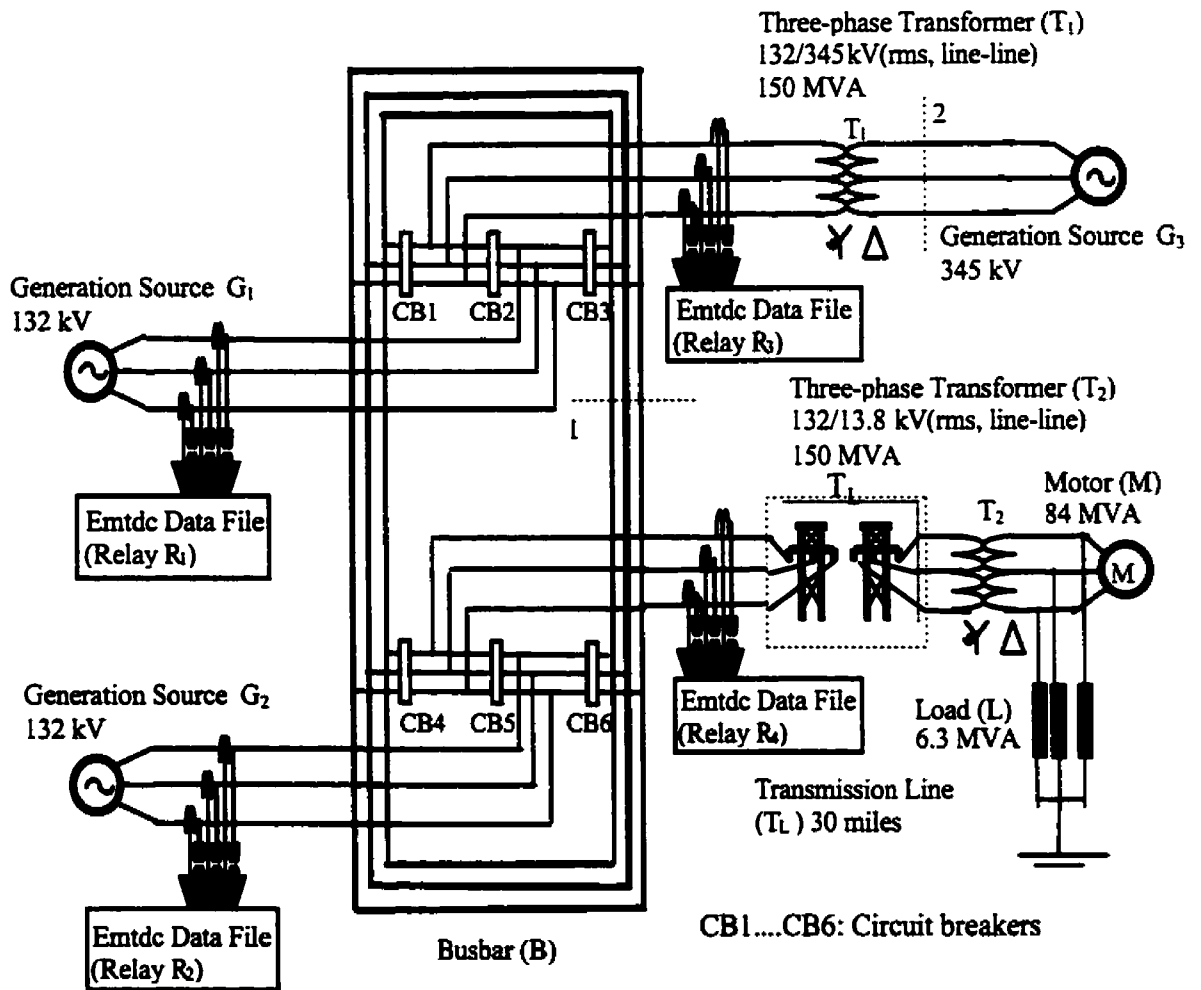 Three-phase Transformer (T₁)
132/345kV(rms, line-line)
150 MVA
2
T₁
Generation Source G₃
345 kV
Generation Source G₁
132 kV
CB1 CB2 CB3
Emtdc Data File
(Relay R₃)
Emtdc Data File
(Relay R₁)
1
Three-phase Transformer (T₂)
132/13.8 kV(rms, line-line)
150 MVA
T_L
T₂
Motor (M)
84 MVA
M
Y Δ
Y Δ
Generation Source G₂
132 kV
CB4 CB5 CB6
Emtdc Data File
(Relay R₄)
Load (L)
6.3 MVA
Transmission Line
(T_L) 30 miles
Emtdc Data File
(Relay R₂)
Busbar (B)
CB1....CB6: Circuit breakers